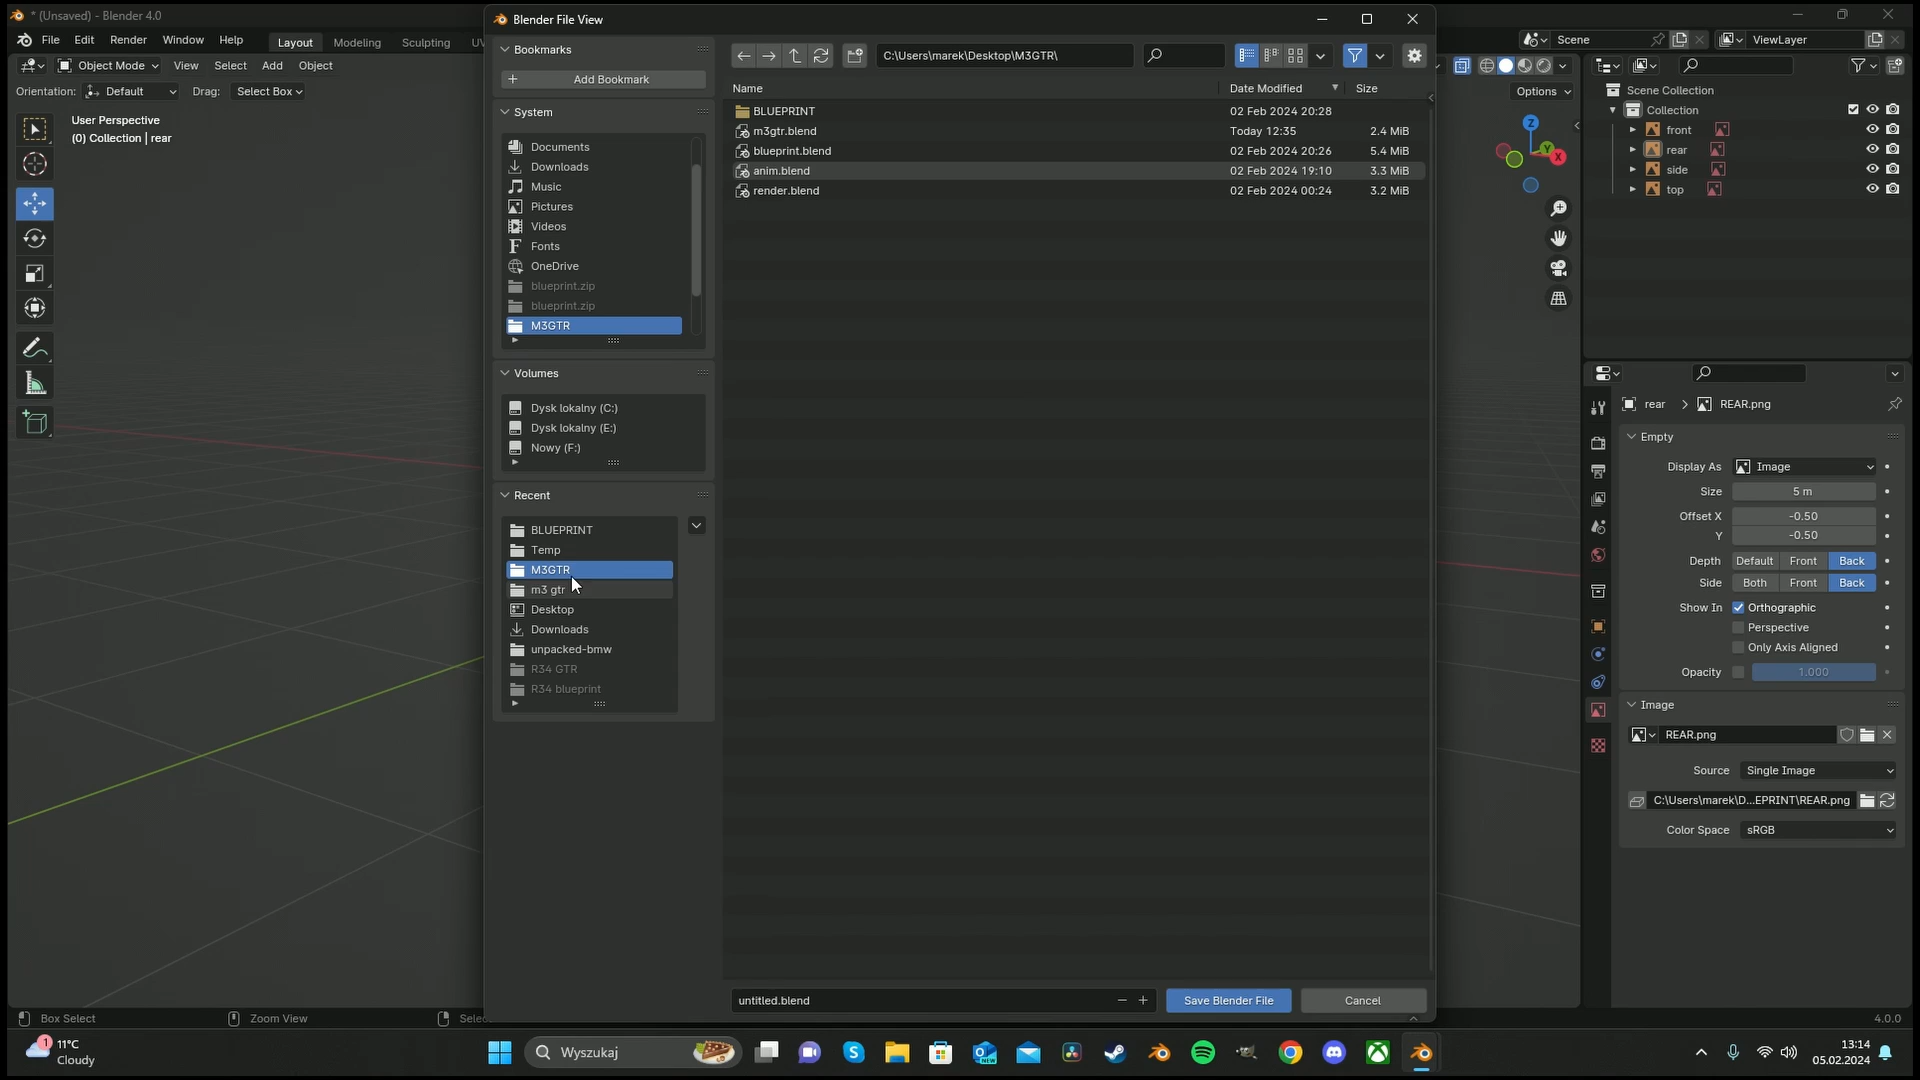 * (Unsaved) - Blender 4.0
File Edit Render Window Help
Layout Modeling Sculpting
Object Mode View Select Add Object
Orientation: Default Drag: Select Box
User Perspective
(0) Collection | rear
Blender File View
Bookmarks
+ Add Bookmark
System
Documents
Downloads
Music
Pictures
Videos
Fonts
OneDrive
blueprint.zip
blueprint.zip
M3GTR
Volumes
Dysk lokalny (C:)
Dysk lokalny (E:)
Nowy (F:)
Recent
BLUEPRINT
Temp
M3GTR
m3 gtr
Desktop
Downloads
unpacked-bmw
R34 GTR
R34 blueprint
C:\Users\marek\Desktop\M3GTR\
Name Date Modified Size
BLUEPRINT 02 Feb 2024 20:28
m3gtr.blend Today 12:35 2.4 MiB
blueprint.blend 02 Feb 2024 20:26 5.4 MiB
anim.blend 02 Feb 2024 19:10 3.3 MiB
render.blend 02 Feb 2024 00:24 3.2 MiB
untitled.blend
Save Blender File
Cancel
Scene ViewLayer
Options
Z
Y
X
Scene Collection
Collection
front
rear
side
top
rear > REAR.png
Empty
Display As Image
Size 5 m
Offset X -0.50
Y -0.50
Depth Default Front Back
Side Both Front Back
Show In Orthographic
Perspective
Only Axis Aligned
Opacity 1.000
Image
REAR.png
Source Single Image
C:\Users\marek\D...EPRINT\REAR.png
Color Space sRGB
Box Select Zoom View
4.0.0
1
11°C
Cloudy
Wyszukaj
13:14
05.02.2024